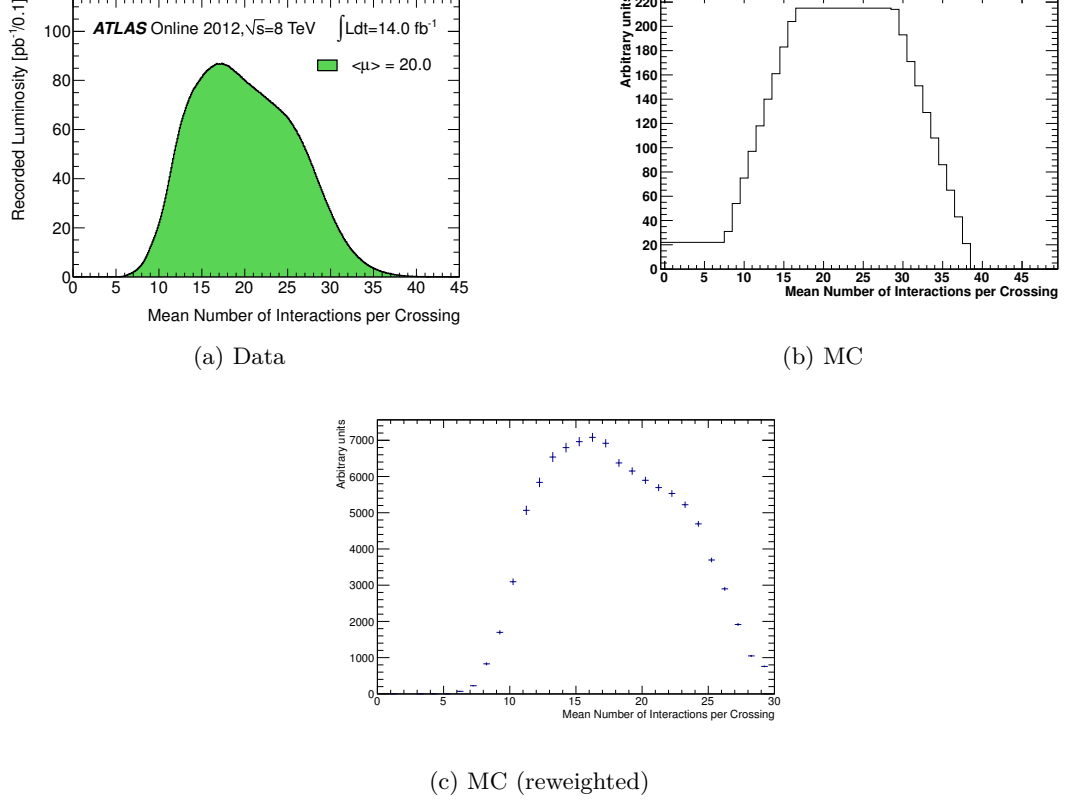 Recorded Luminosity [pb⁻¹/0.1]
100
80
60
40
20
0
ATLAS Online 2012, √s=8 TeV ∫Ldt=14.0 fb⁻¹
<μ> = 20.0
0 5 10 15 20 25 30 35 40 45
Mean Number of Interactions per Crossing
(a) Data
Arbitrary units
220
200
180
160
140
120
100
80
60
40
20
0
0 5 10 15 20 25 30 35 40 45
Mean Number of Interactions per Crossing
(b) MC
Arbitrary units
7000
6000
5000
4000
3000
2000
1000
0
0 5 10 15 20 25 30
Mean Number of Interactions per Crossing
(c) MC (reweighted)